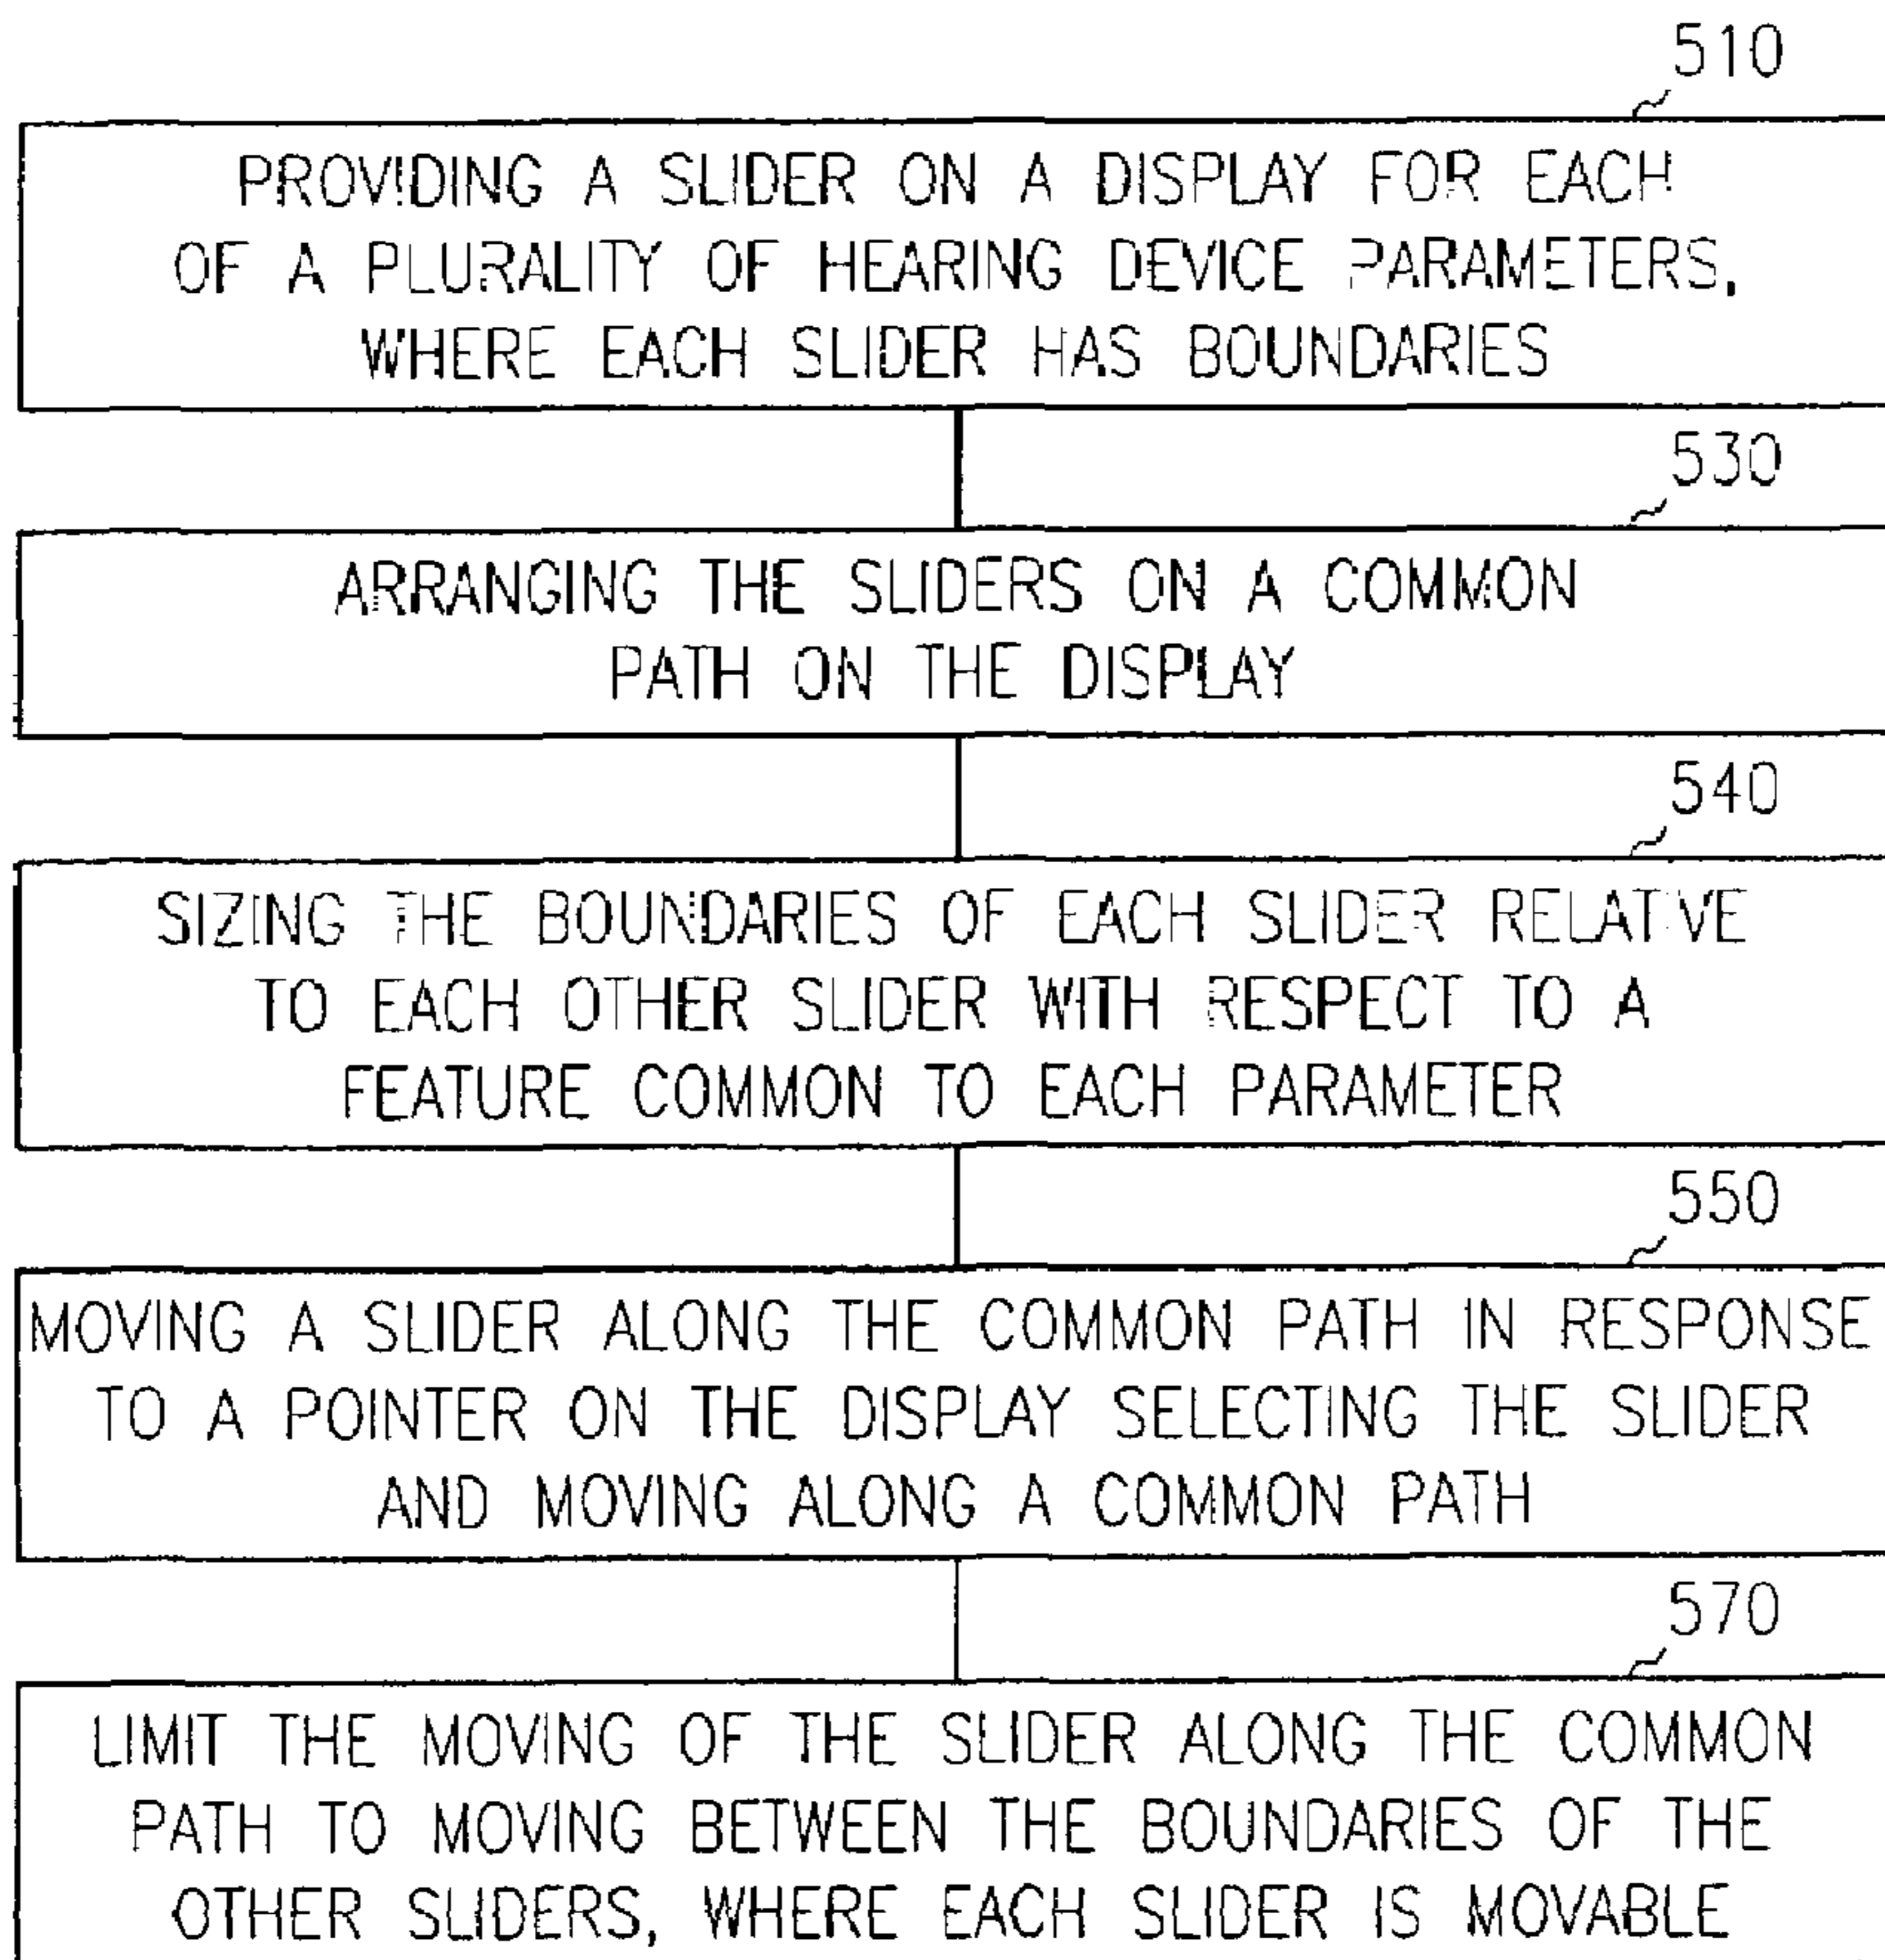 510
PROVIDING A SLIDER ON A DISPLAY FOR EACH
OF A PLURALITY OF HEARING DEVICE PARAMETERS,
WHERE EACH SLIDER HAS BOUNDARIES
530
ARRANGING THE SLIDERS ON A COMMON
PATH ON THE DISPLAY
540
SIZING THE BOUNDARIES OF EACH SLIDER RELATIVE
TO EACH OTHER SLIDER WITH RESPECT TO A
FEATURE COMMON TO EACH PARAMETER
550
MOVING A SLIDER ALONG THE COMMON PATH IN RESPONSE
TO A POINTER ON THE DISPLAY SELECTING THE SLIDER
AND MOVING ALONG A COMMON PATH
570
LIMIT THE MOVING OF THE SLIDER ALONG THE COMMON
PATH TO MOVING BETWEEN THE BOUNDARIES OF THE
OTHER SLIDERS, WHERE EACH SLIDER IS MOVABLE